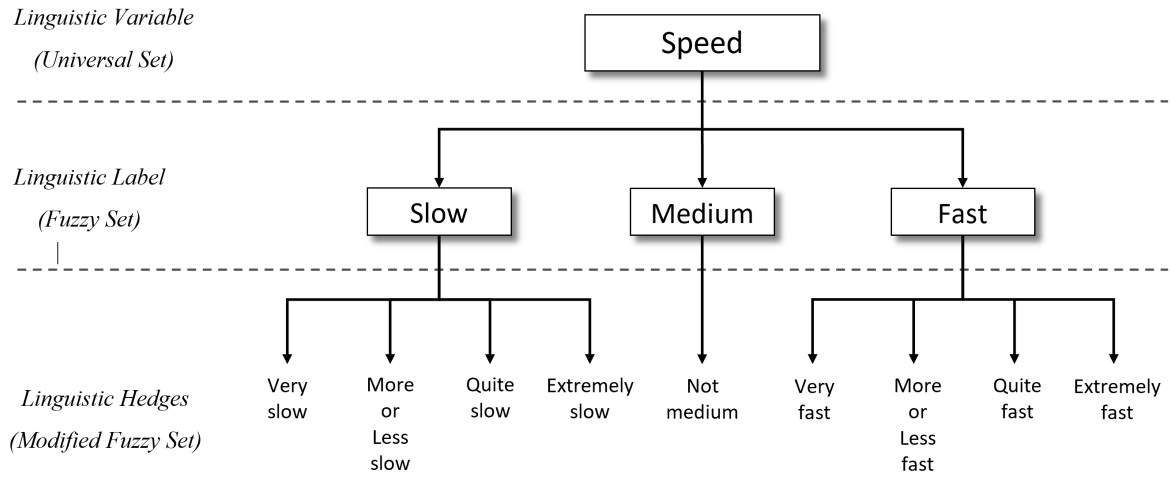 Linguistic Variable
(Universal Set)
Speed
Linguistic Label
(Fuzzy Set)
Slow
Medium
Fast
Linguistic Hedges
(Modified Fuzzy Set)
Very
slow
More
or
Less
slow
Quite
slow
Extremely
slow
Not
medium
Very
fast
More
or
Less
fast
Quite
fast
Extremely
fast